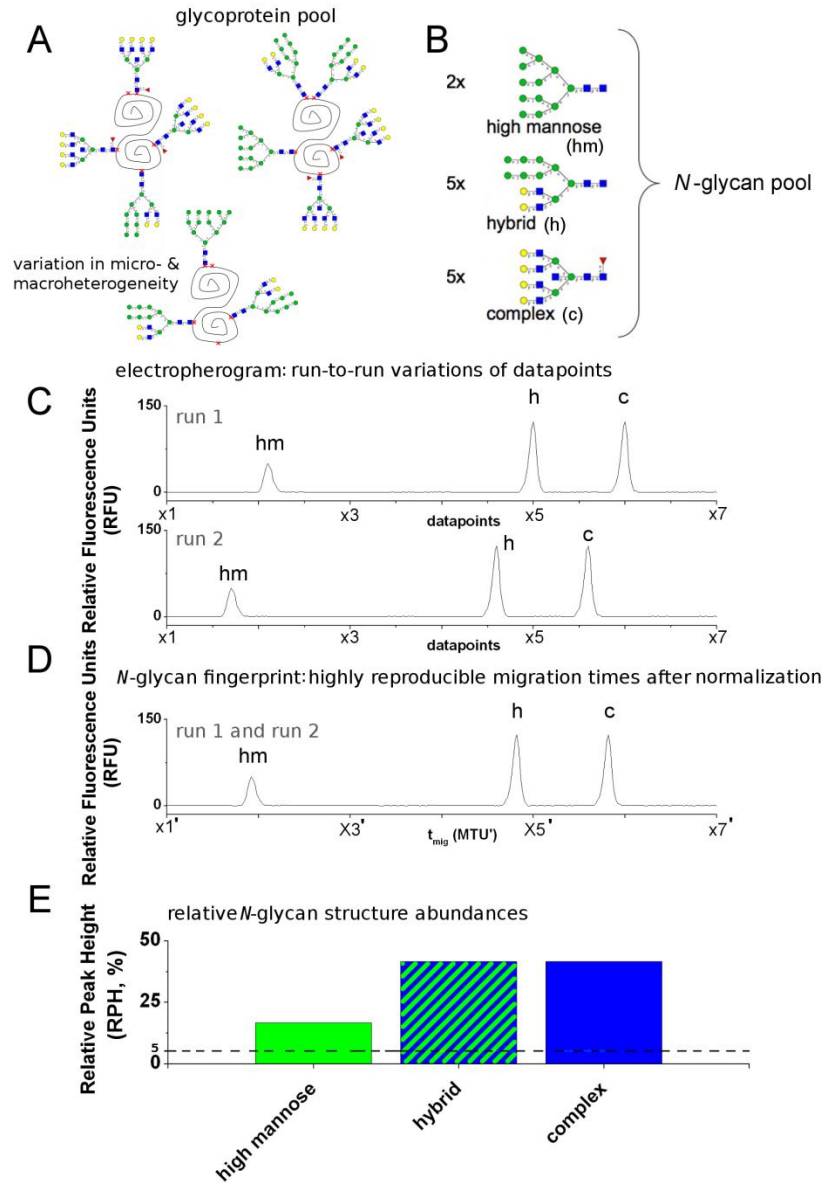 A
glycoprotein pool
variation in micro- &
macroheterogeneity
B
2x
high mannose
(hm)
5x
hybrid (h)
5x
complex (c)
N-glycan pool
electropherogram: run-to-run variations of datapoints
C
Relative Fluorescence Units
(RFU)
150
0
run 1
hm
h
c
x1
x3
x5
x7
datapoints
Relative Fluorescence Units
150
0
run 2
hm
h
c
x1
x3
x5
x7
datapoints
D
N-glycan fingerprint: highly reproducible migration times after normalization
Relative Fluorescence Units
(RFU)
150
0
run 1 and run 2
hm
h
c
x1'
X3'
X5'
x7'
tmig (MTU')
E
relative N-glycan structure abundances
Relative Peak Height
(RPH, %)
50
25
5
0
high mannose
hybrid
complex